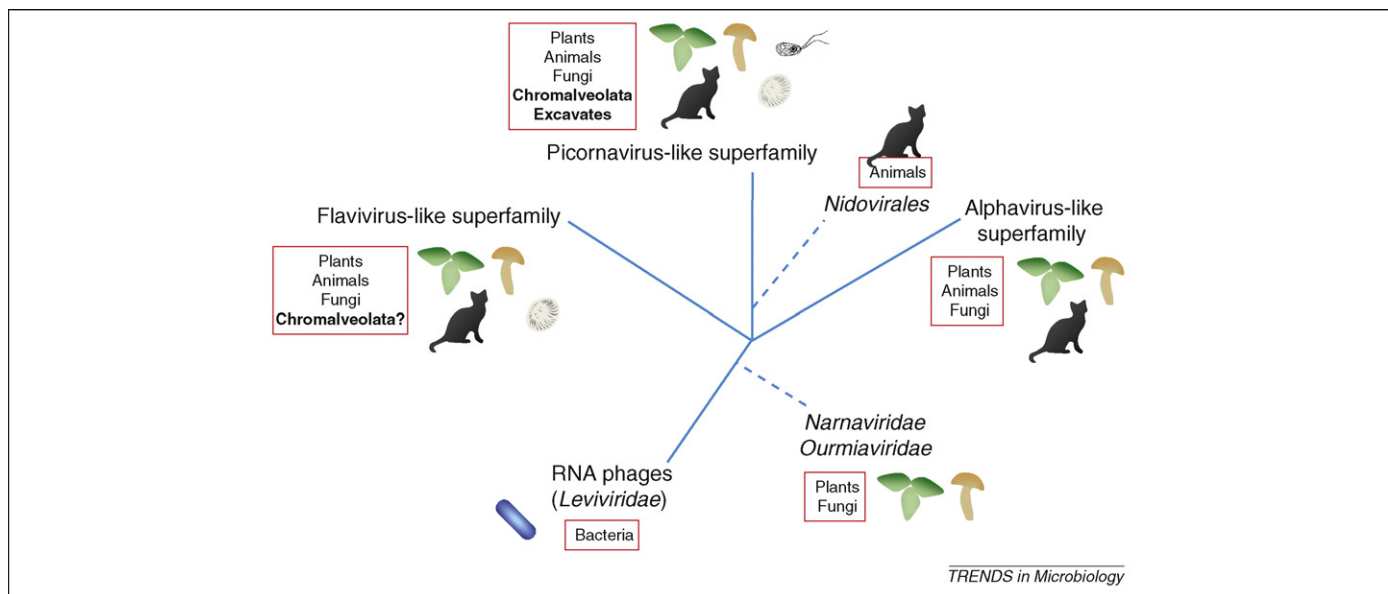 Plants
Animals
Fungi
Chromalveolata
Excavates
Picornavirus-like superfamily
Animals
Nidovirales
Flavivirus-like superfamily
Plants
Animals
Fungi
Chromalveolata?
Alphavirus-like
superfamily
Plants
Animals
Fungi
Narnaviridae
Ourmiaviridae
Plants
Fungi
RNA phages
(Leviviridae)
Bacteria
TRENDS in Microbiology